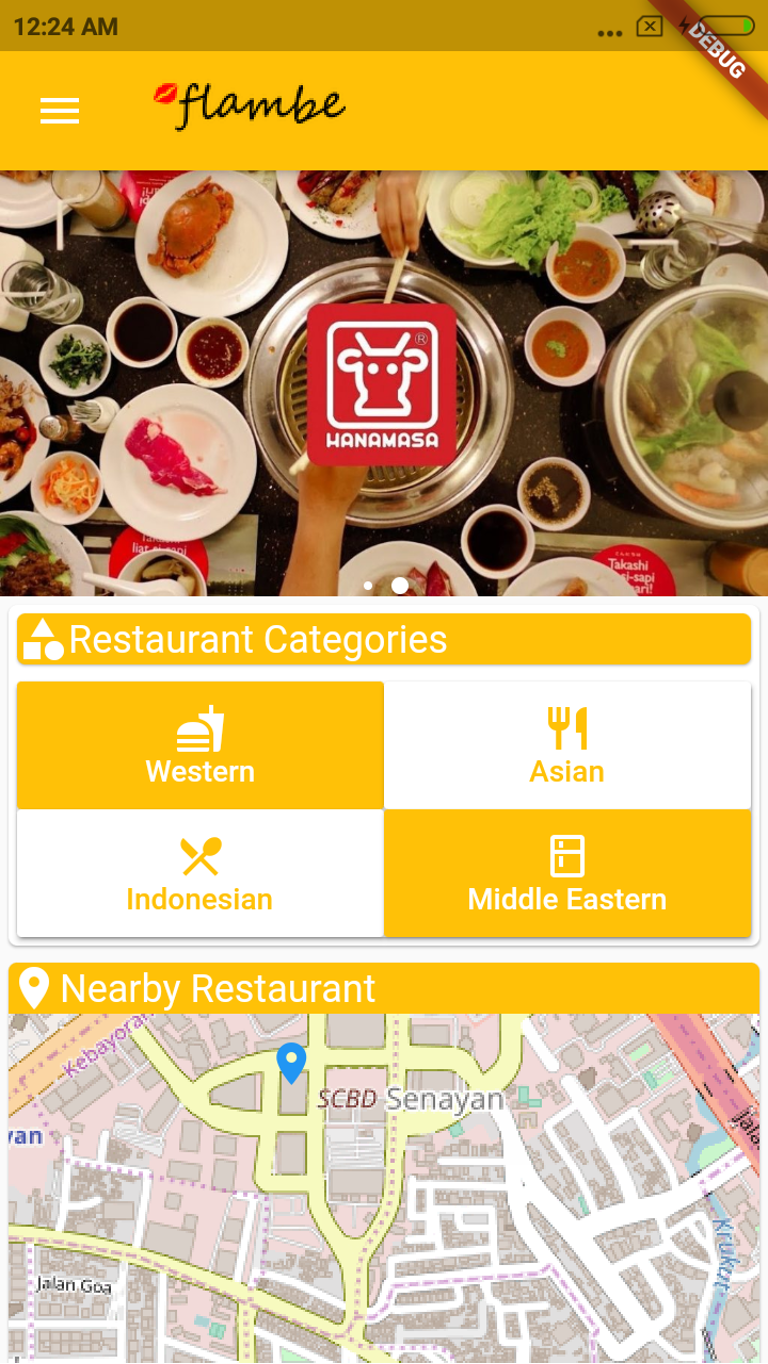 12:24 AM
DEBUG
flambe
HANAMASA
®
Takashi
Takashi
Restaurant Categories
Western
Asian
Indonesian
Middle Eastern
Nearby Restaurant
SCBD Senayan
Jalan Goa
Krukut